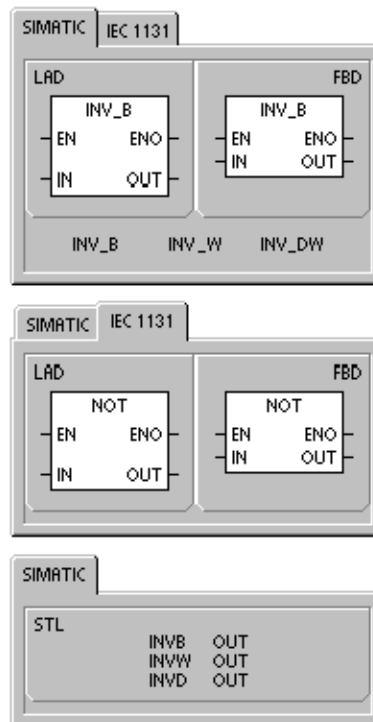 SIMATIC IEC 1131
LAD FBD
INV_B INV_B
EN ENO EN ENO
IN OUT IN OUT
INV_B INV_W INV_DW
SIMATIC IEC 1131
LAD FBD
NOT NOT
EN ENO EN ENO
IN OUT IN OUT
SIMATIC
STL
INVB OUT
INVW OUT
INVD OUT